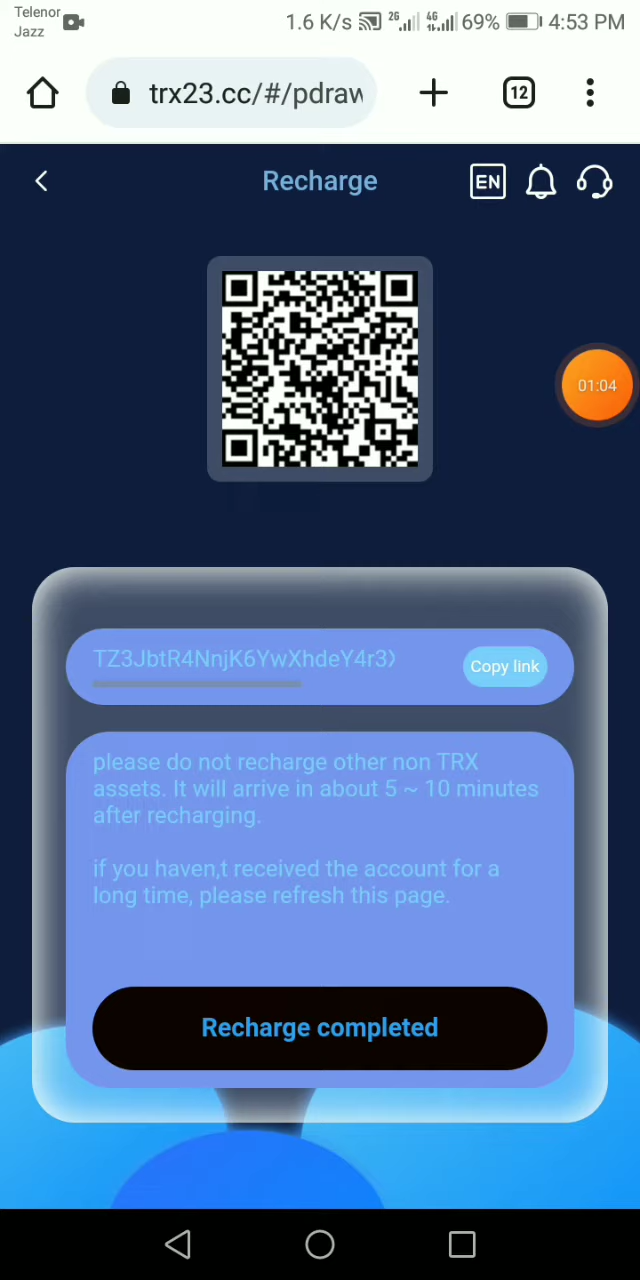 Telenor
Jazz
1.6 K/s 2G 4G 69% 4:53 PM
trx23.cc/#/pdraw
12
Recharge
EN
01:04
TZ3JbtR4NnjK6YwXhdeY4r3
Copy link
please do not recharge other non TRX
assets. It will arrive in about 5 ~ 10 minutes
after recharging.
if you haven,t received the account for a
long time, please refresh this page.
Recharge completed